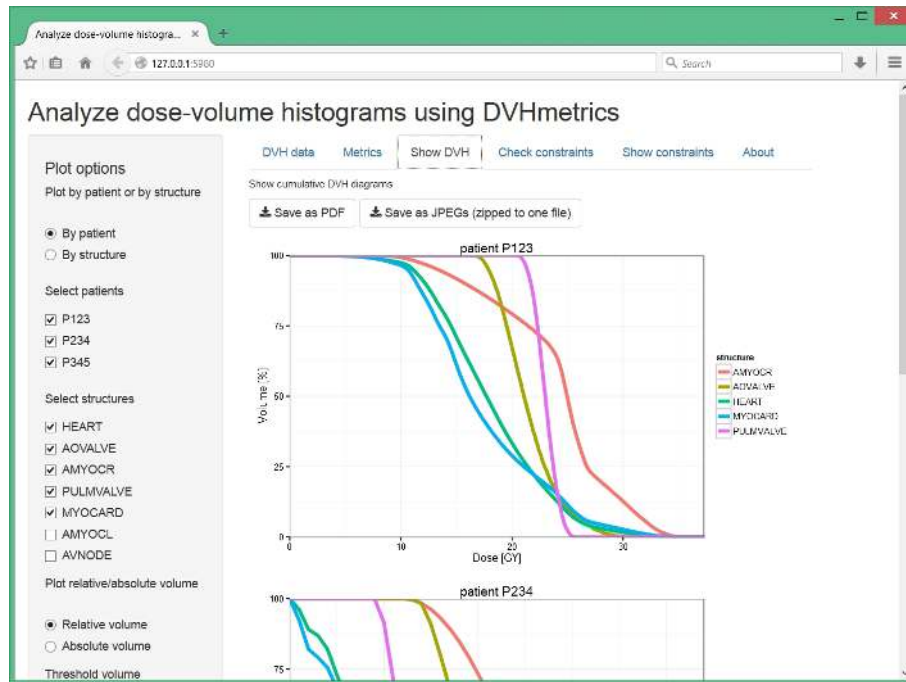 Analyze dose-volume histogra...
127.0.0.1:5960
Search
Analyze dose-volume histograms using DVHmetrics
DVH data Metrics Show DVH Check constraints Show constraints About
Plot options
Plot by patient or by structure
By patient
By structure
Select patients
P123
P234
P345
Select structures
HEART
AOVALVE
AMYOCR
PULMVALVE
MYOCARD
AMYOCL
AVNODE
Plot relative/absolute volume
Relative volume
Absolute volume
Threshold volume
Show cumulative DVH diagrams
Save as PDF Save as JPEGs (zipped to one file)
patient P123
100
75
50
25
0
Volume [%]
0 10 20 30
Dose [GY]
structure
AMYOCR
AOVALVE
HEART
MYOCARD
PULMVALVE
patient P234
100
75